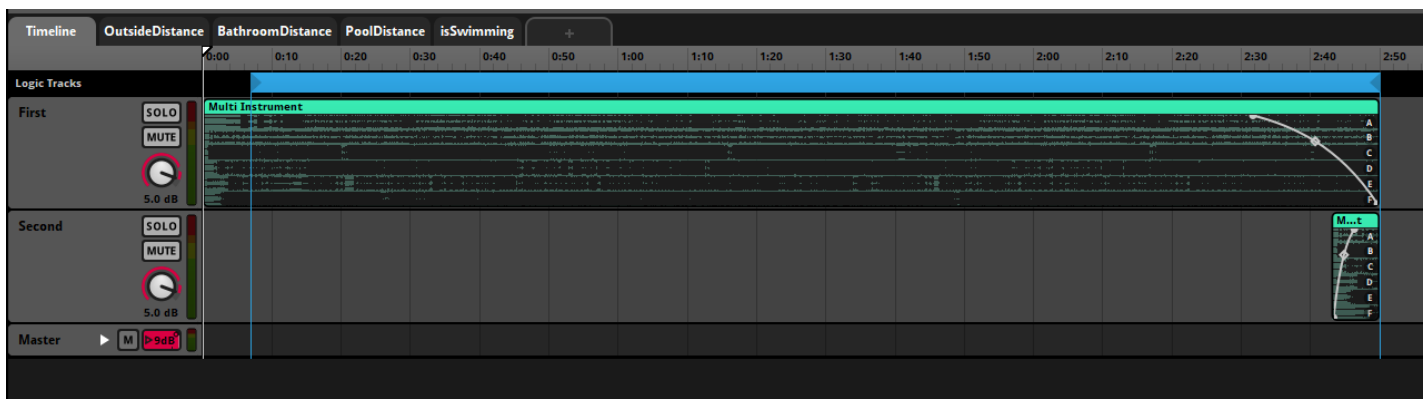 Timeline OutsideDistance BathroomDistance PoolDistance isSwimming +
0:00 0:10 0:20 0:30 0:40 0:50 1:00 1:10 1:20 1:30 1:40 1:50 2:00 2:10 2:20 2:30 2:40 2:50
Logic Tracks
First SOLO Multi Instrument
MUTE
5.0 dB
A
B
C
D
E
F
Second SOLO M...t
MUTE
5.0 dB
A
B
C
D
E
F
Master M 9dB